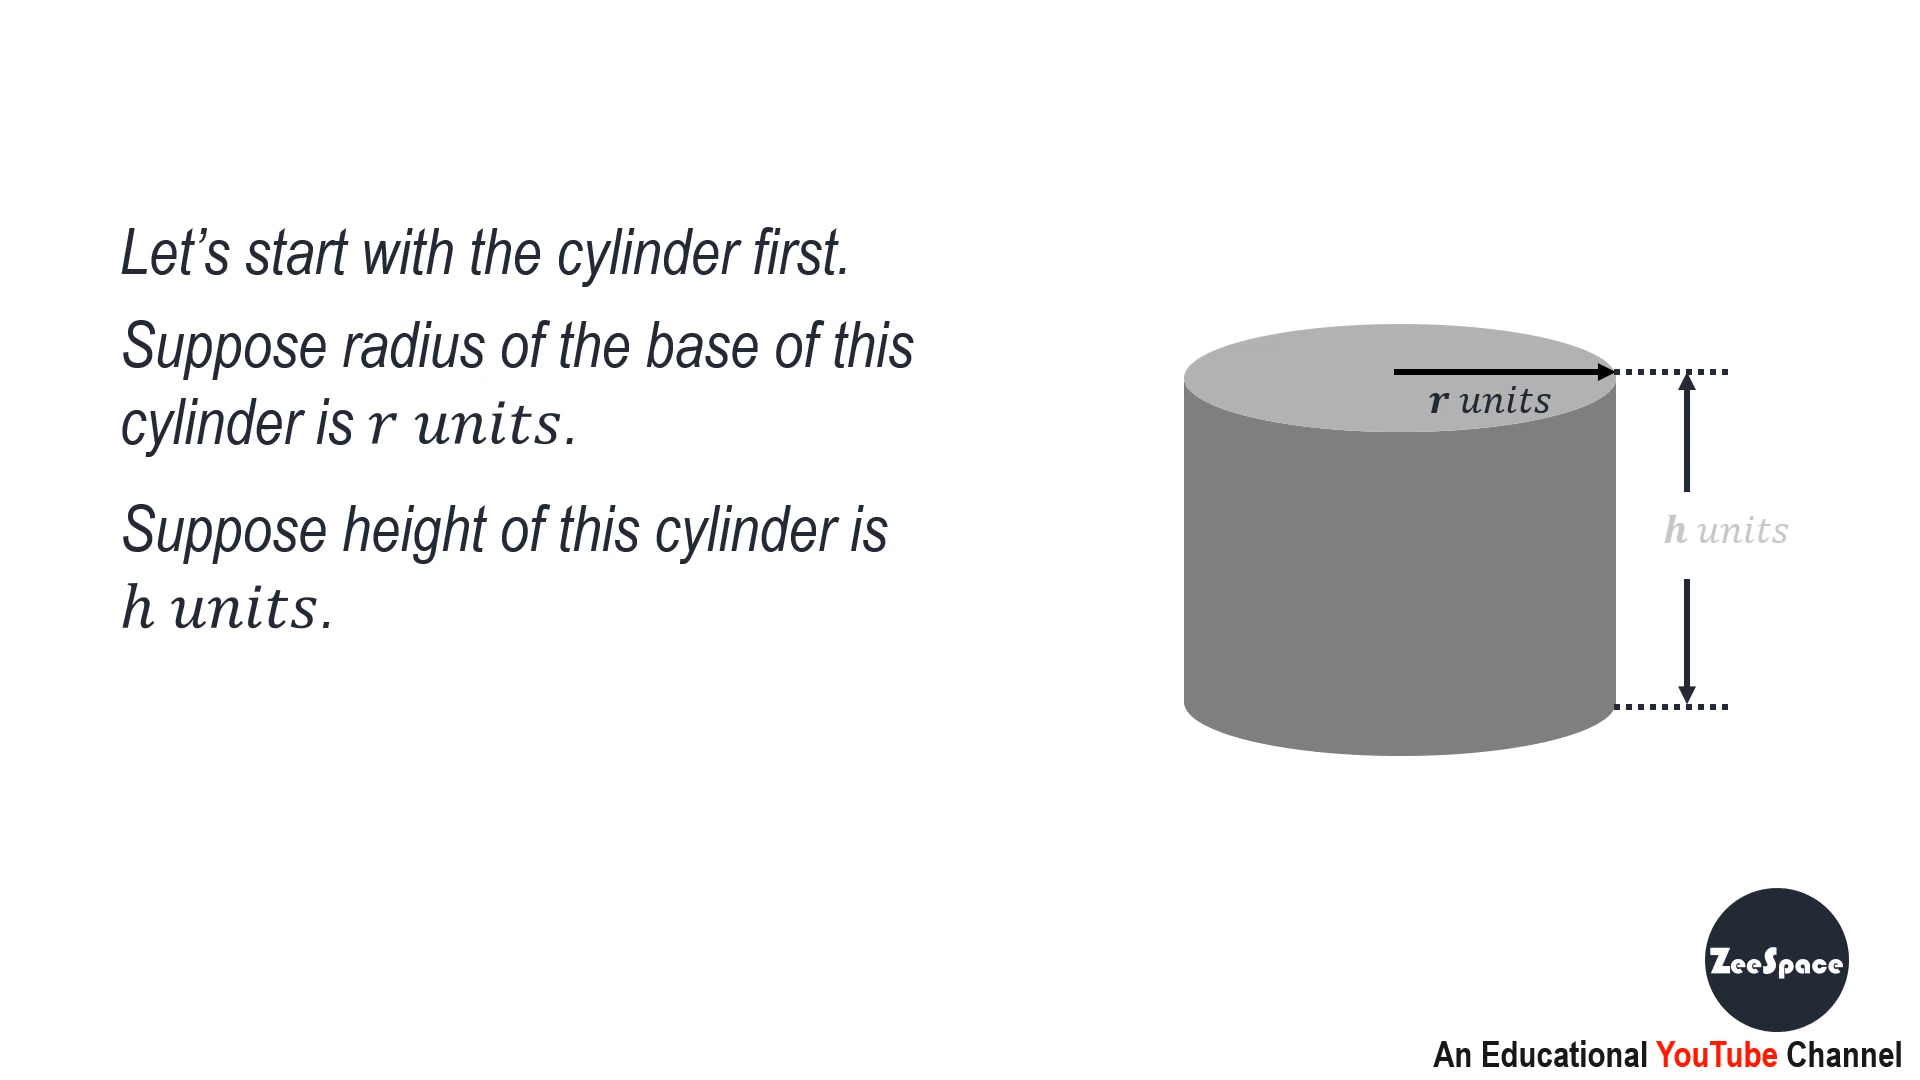 Let’s start with the cylinder first.
Suppose radius of the base of this
cylinder is r units.
Suppose height of this cylinder is
h units.
r units
h units
ZeeSpace
An Educational YouTube Channel